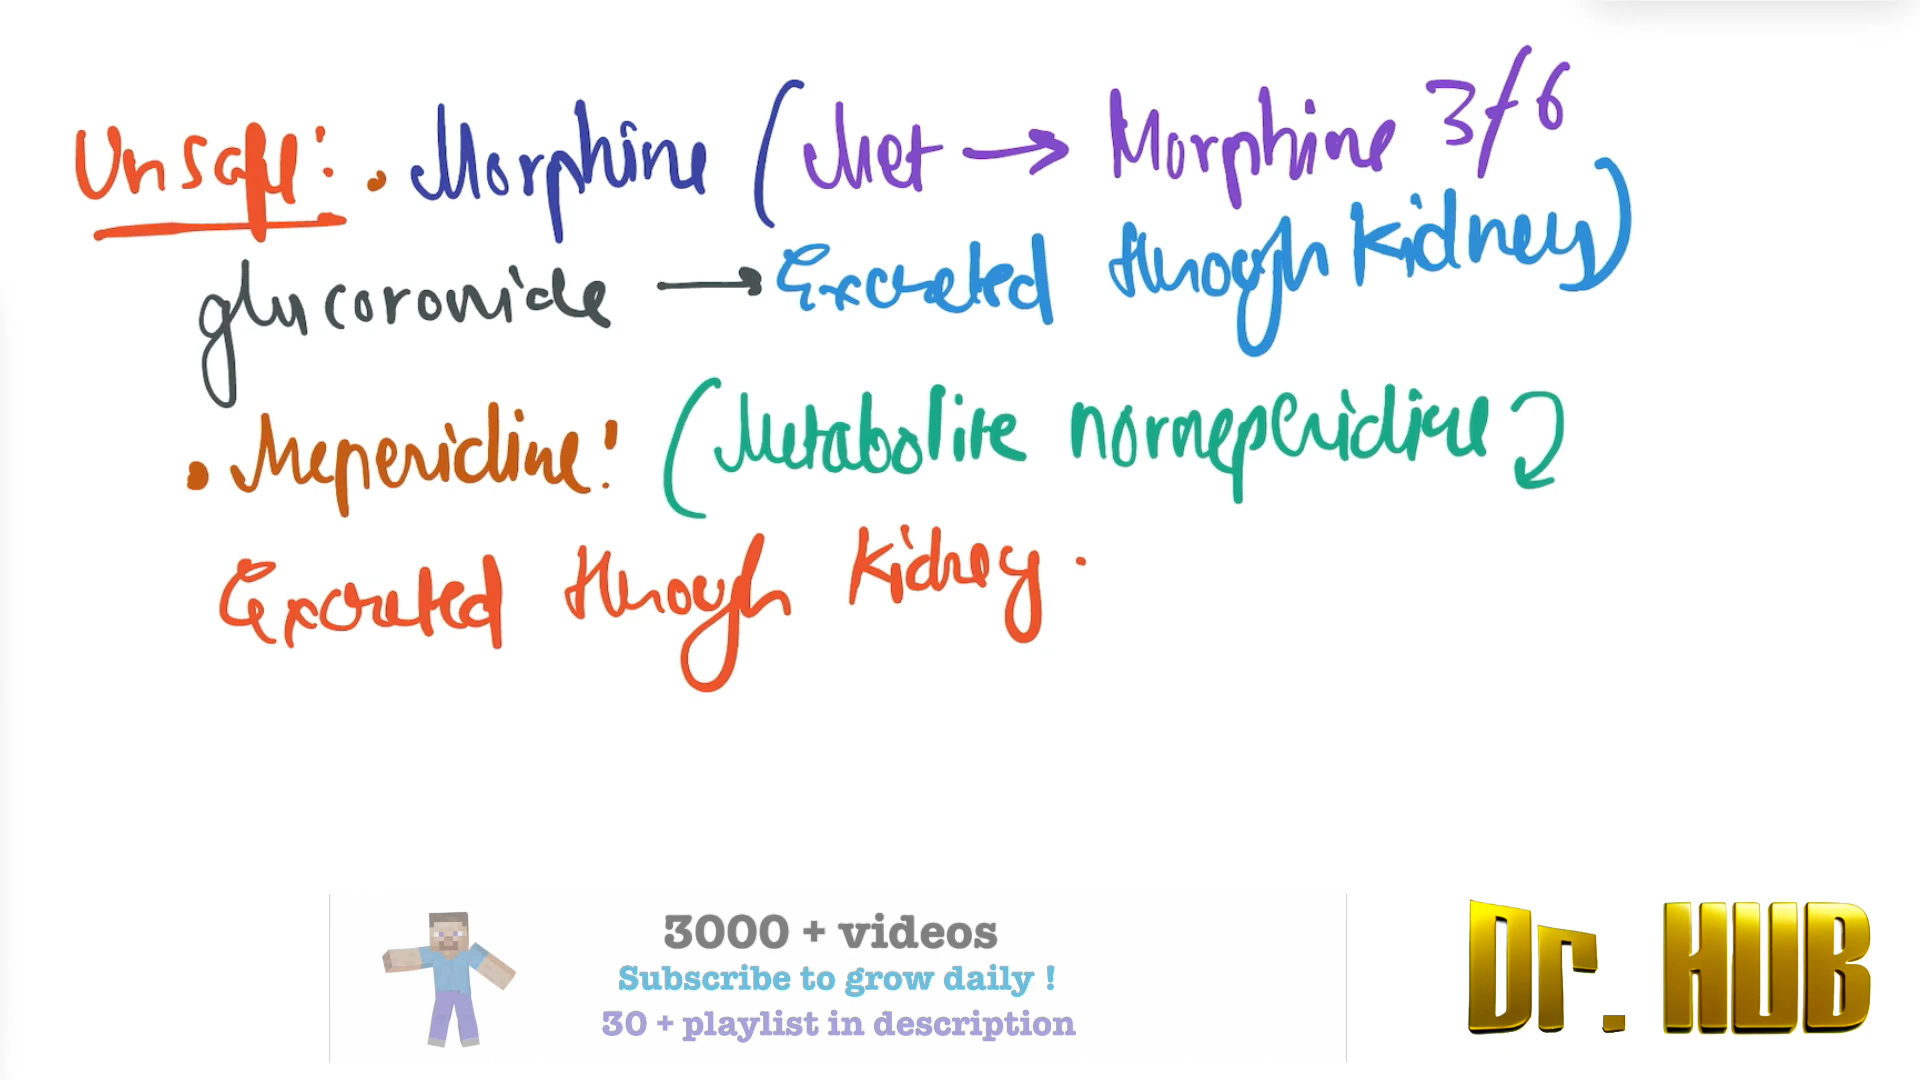 Unsafe: • Morphine (Met → Morphine 3/6
glucoronide → Excreted through kidney)
• Meperidine: (Metabolite normeperidine
Excreted through kidney.
3000 + videos
Subscribe to grow daily !
30 + playlist in description
Dr. HUB